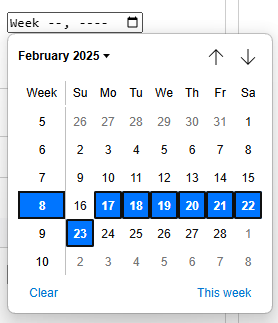 Week --, ----
February 2025
Week Su Mo Tu We Th Fr Sa
5 26 27 28 29 30 31 1
6 2 3 4 5 6 7 8
7 9 10 11 12 13 14 15
8 16 17 18 19 20 21 22
9 23 24 25 26 27 28 1
10 2 3 4 5 6 7 8
Clear This week